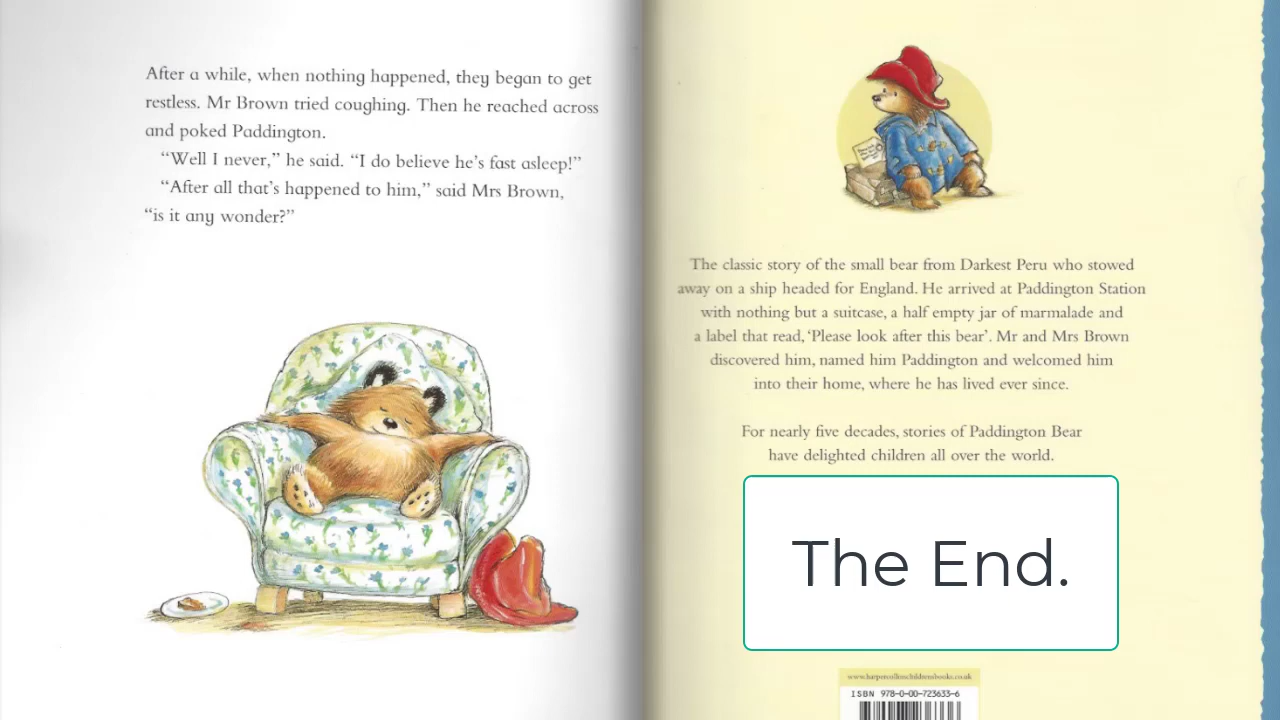 After a while, when nothing happened, they began to get
restless. Mr Brown tried coughing. Then he reached across
and poked Paddington.
“Well I never,” he said. “I do believe he’s fast asleep!”
“After all that’s happened to him,” said Mrs Brown,
“is it any wonder?”
The classic story of the small bear from Darkest Peru who stowed
away on a ship headed for England. He arrived at Paddington Station
with nothing but a suitcase, a half empty jar of marmalade and
a label that read, ‘Please look after this bear’. Mr and Mrs Brown
discovered him, named him Paddington and welcomed him
into their home, where he has lived ever since.
For nearly five decades, stories of Paddington Bear
have delighted children all over the world.
The End.
www.harpercollinschildrensbooks.co.uk
ISBN 978-0-00-723633-6